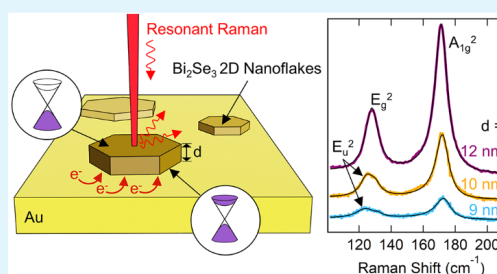 Resonant Raman
Bi2Se3 2D Nanoflakes
d
e-
e-
e-
Au
A1g2
Eg2
Eu2
d =
12 nm
10 nm
9 nm
120 140 160 180 200
Raman Shift (cm-1)